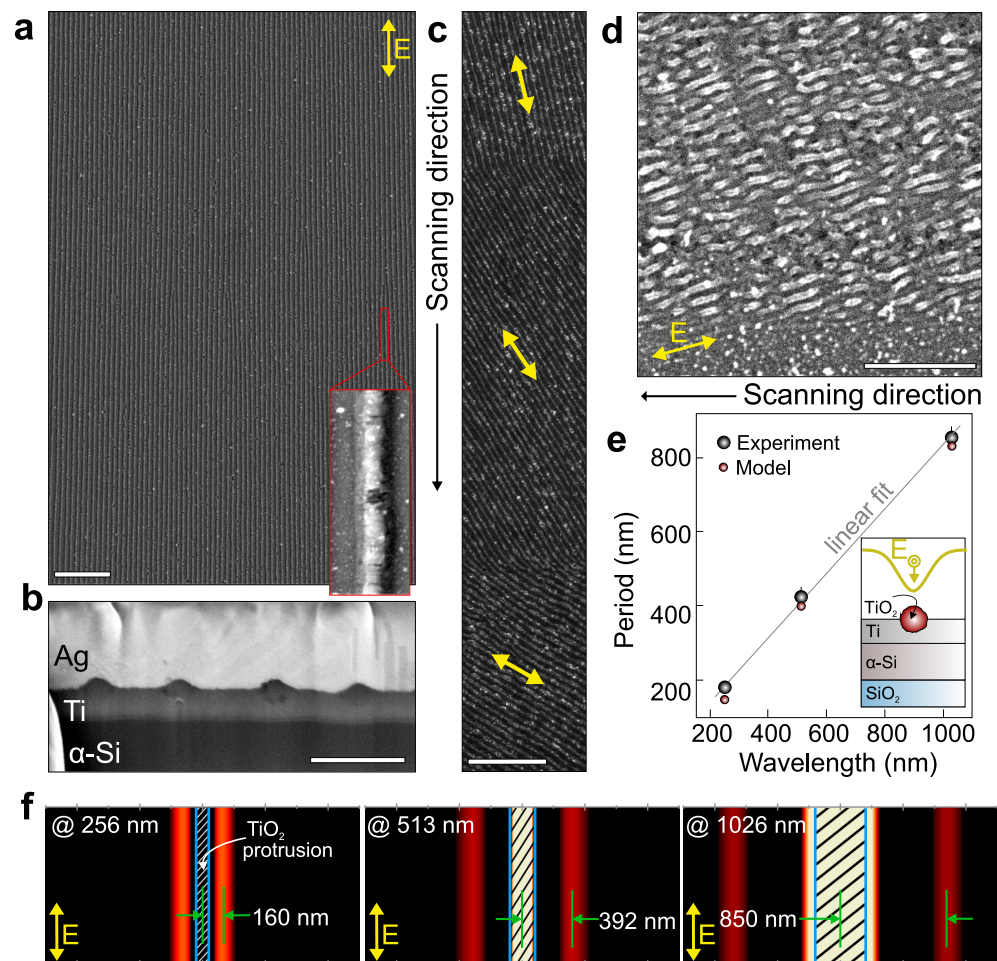 a
E
c
Scanning direction
d
E
Scanning direction
b
Ag
Ti
α-Si
e
Experiment
Model
linear fit
Period (nm)
800
600
400
200
200 400 600 800 1000
Wavelength (nm)
E
TiO2
Ti
α-Si
SiO2
f
@ 256 nm
TiO2
protrusion
160 nm
E
@ 513 nm
392 nm
E
@ 1026 nm
850 nm
E